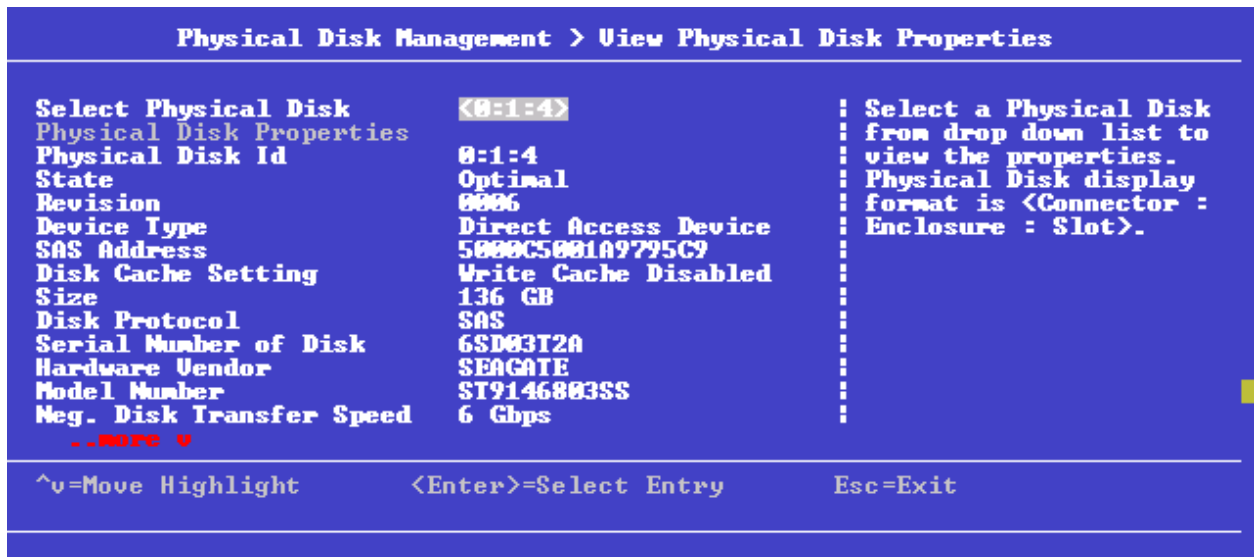 Physical Disk Management > View Physical Disk Properties
Select Physical Disk <0:1:4> Select a Physical Disk
Physical Disk Properties from drop down list to
Physical Disk Id 0:1:4 view the properties.
State Optimal Physical Disk display
Revision 0006 format is <Connector :
Device Type Direct Access Device Enclosure : Slot>.
SAS Address 5000C5001A9795C9
Disk Cache Setting Write Cache Disabled
Size 136 GB
Disk Protocol SAS
Serial Number of Disk 6SD03T2A
Hardware Vendor SEAGATE
Model Number ST9146803SS
Neg. Disk Transfer Speed 6 Gbps
..more v
^v=Move Highlight <Enter>=Select Entry Esc=Exit